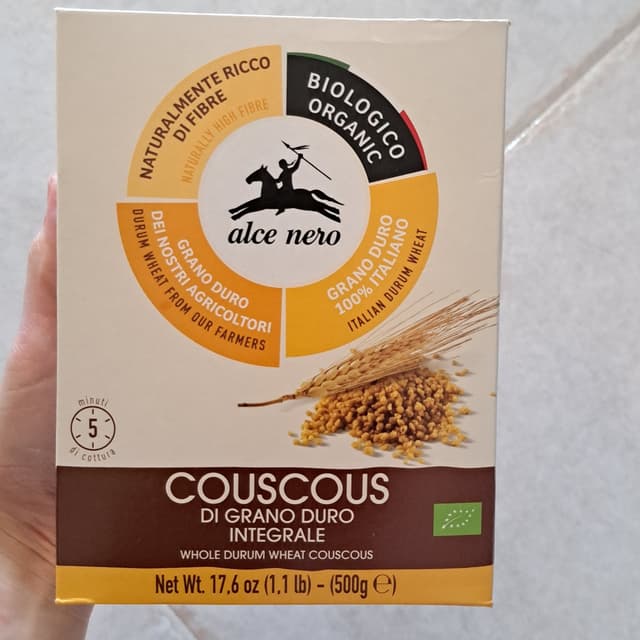 NATURALMENTE RICCO
DI FIBRE
NATURALLY HIGH FIBRE
BIOLOGICO
ORGANIC
alce nero
GRANO DURO
DEI NOSTRI AGRICOLTORI
DURUM WHEAT FROM OUR FARMERS
GRANO DURO
100% ITALIANO
ITALIAN DURUM WHEAT
minuti
5
di cottura
COUSCOUS
DI GRANO DURO
INTEGRALE
WHOLE DURUM WHEAT COUSCOUS
Net Wt. 17,6 oz (1,1 lb) - (500g ℮)